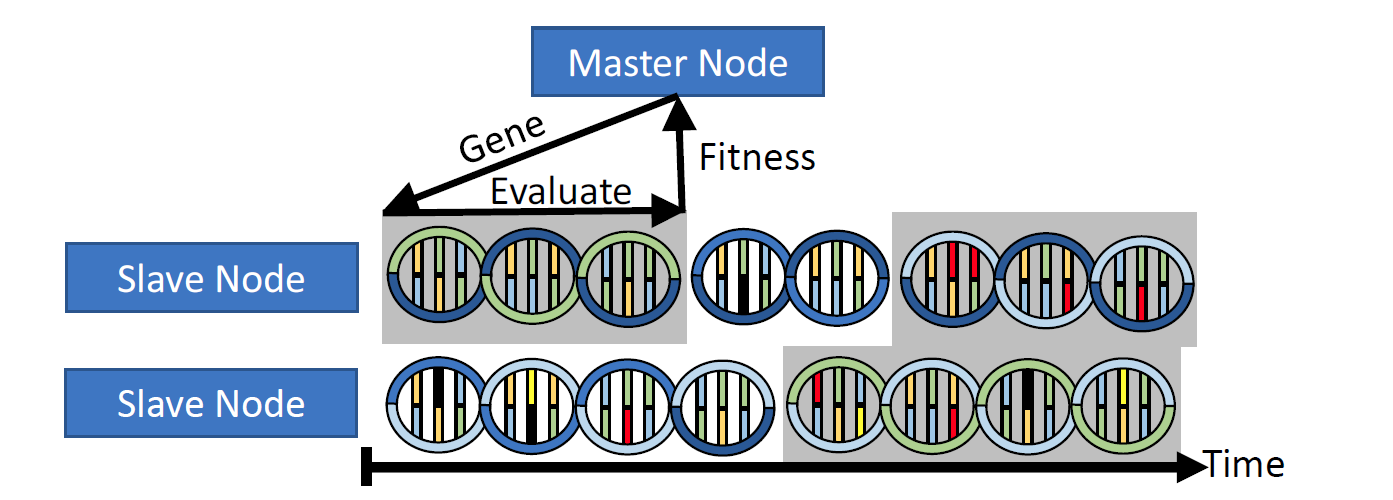 Master Node
Gene
Fitness
Evaluate
Slave Node
Slave Node
Time